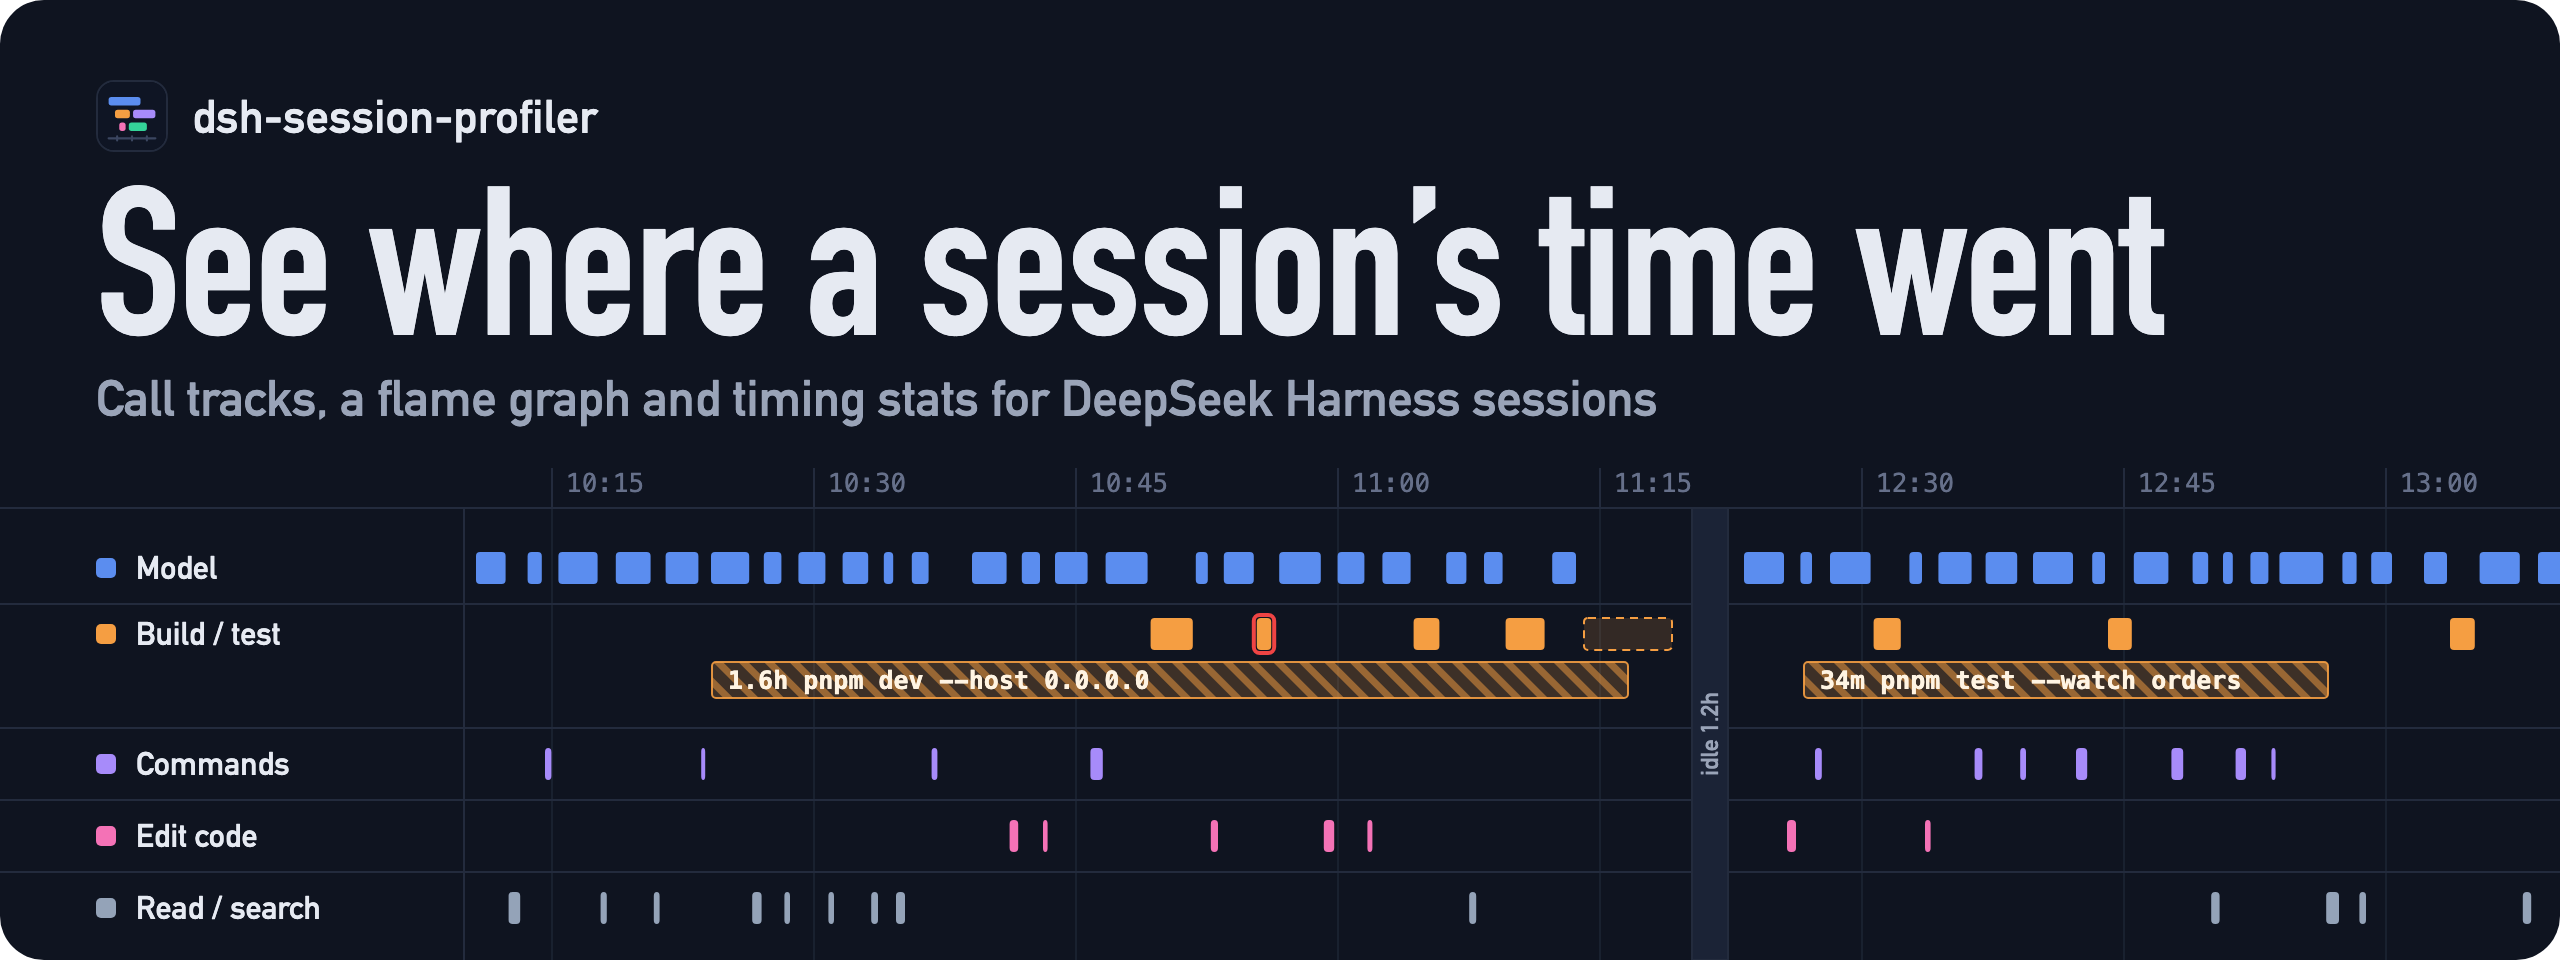 dsh-session-profiler
See where a session’s time went
Call tracks, a flame graph and timing stats for DeepSeek Harness sessions
10:15 10:30 10:45 11:00 11:15 12:30 12:45 13:00
Model
Build / test
1.6h pnpm dev --host 0.0.0.0 34m pnpm test --watch orders
idle 1.2h
Commands
Edit code
Read / search